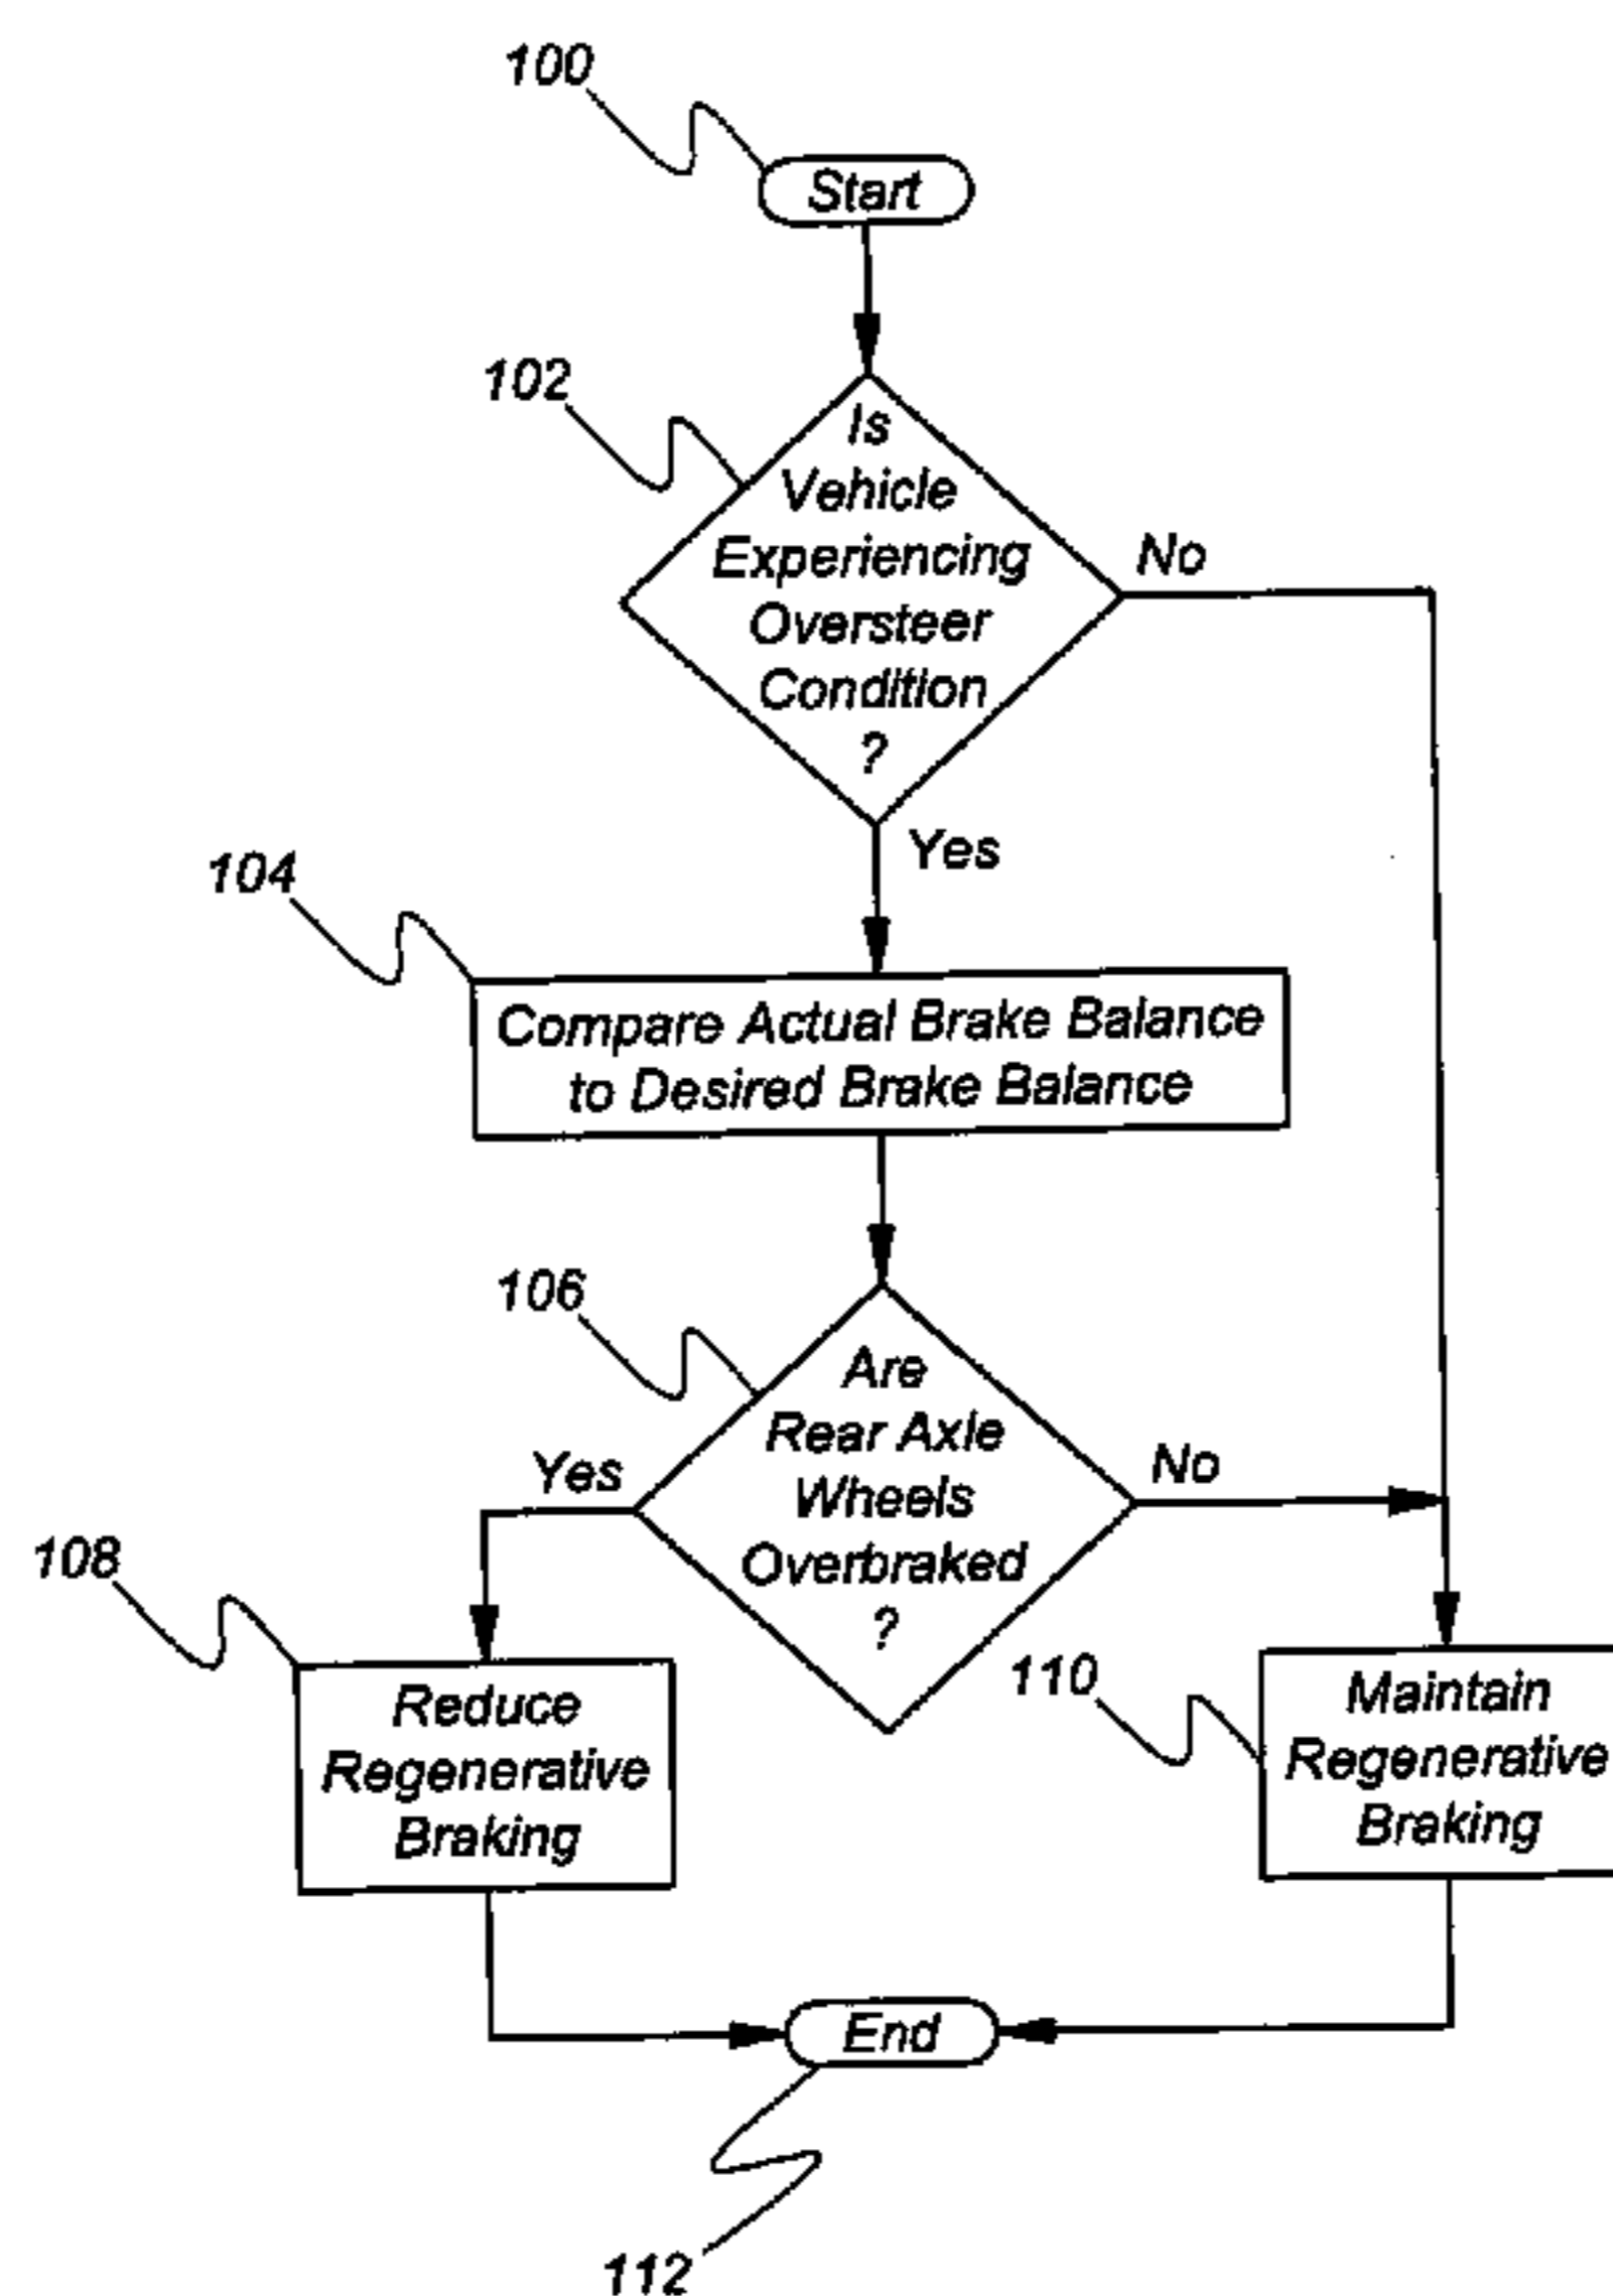 100
Start
102
Is
Vehicle
Experiencing
Oversteer
Condition
?
No
Yes
104
Compare Actual Brake Balance
to Desired Brake Balance
106
Are
Rear Axle
Wheels
Overbraked
?
Yes
No
108
Reduce
Regenerative
Braking
110
Maintain
Regenerative
Braking
End
112